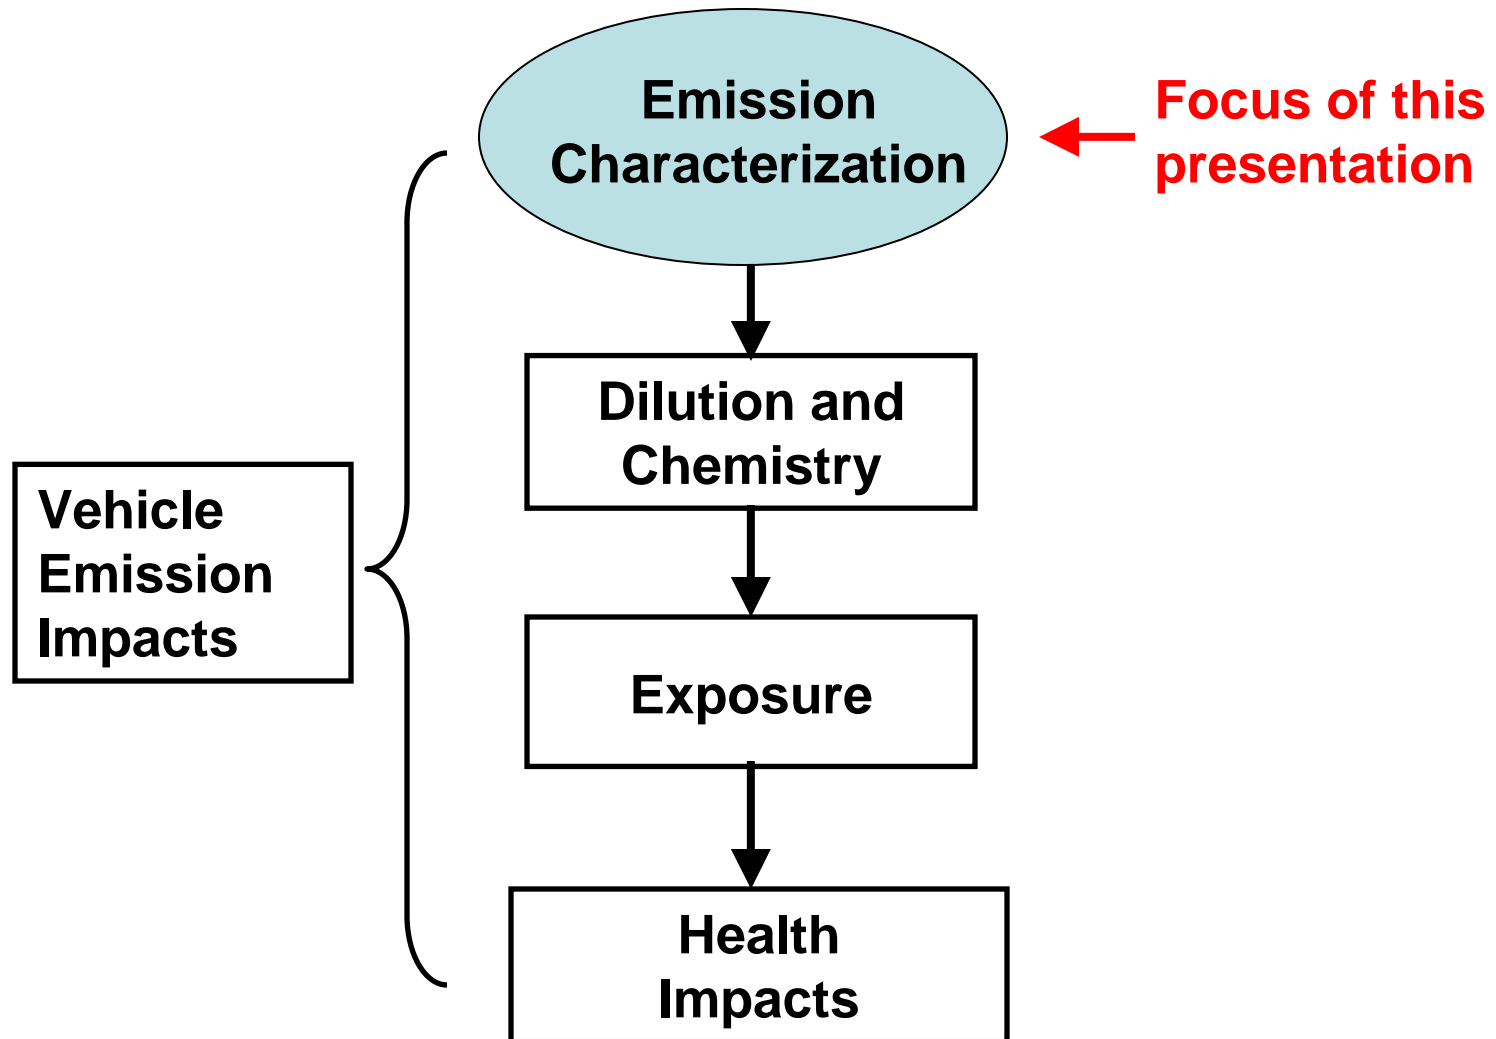 Emission
Characterization
Focus of this
presentation
Dilution and
Chemistry
Vehicle
Emission
Impacts
Exposure
Health
Impacts